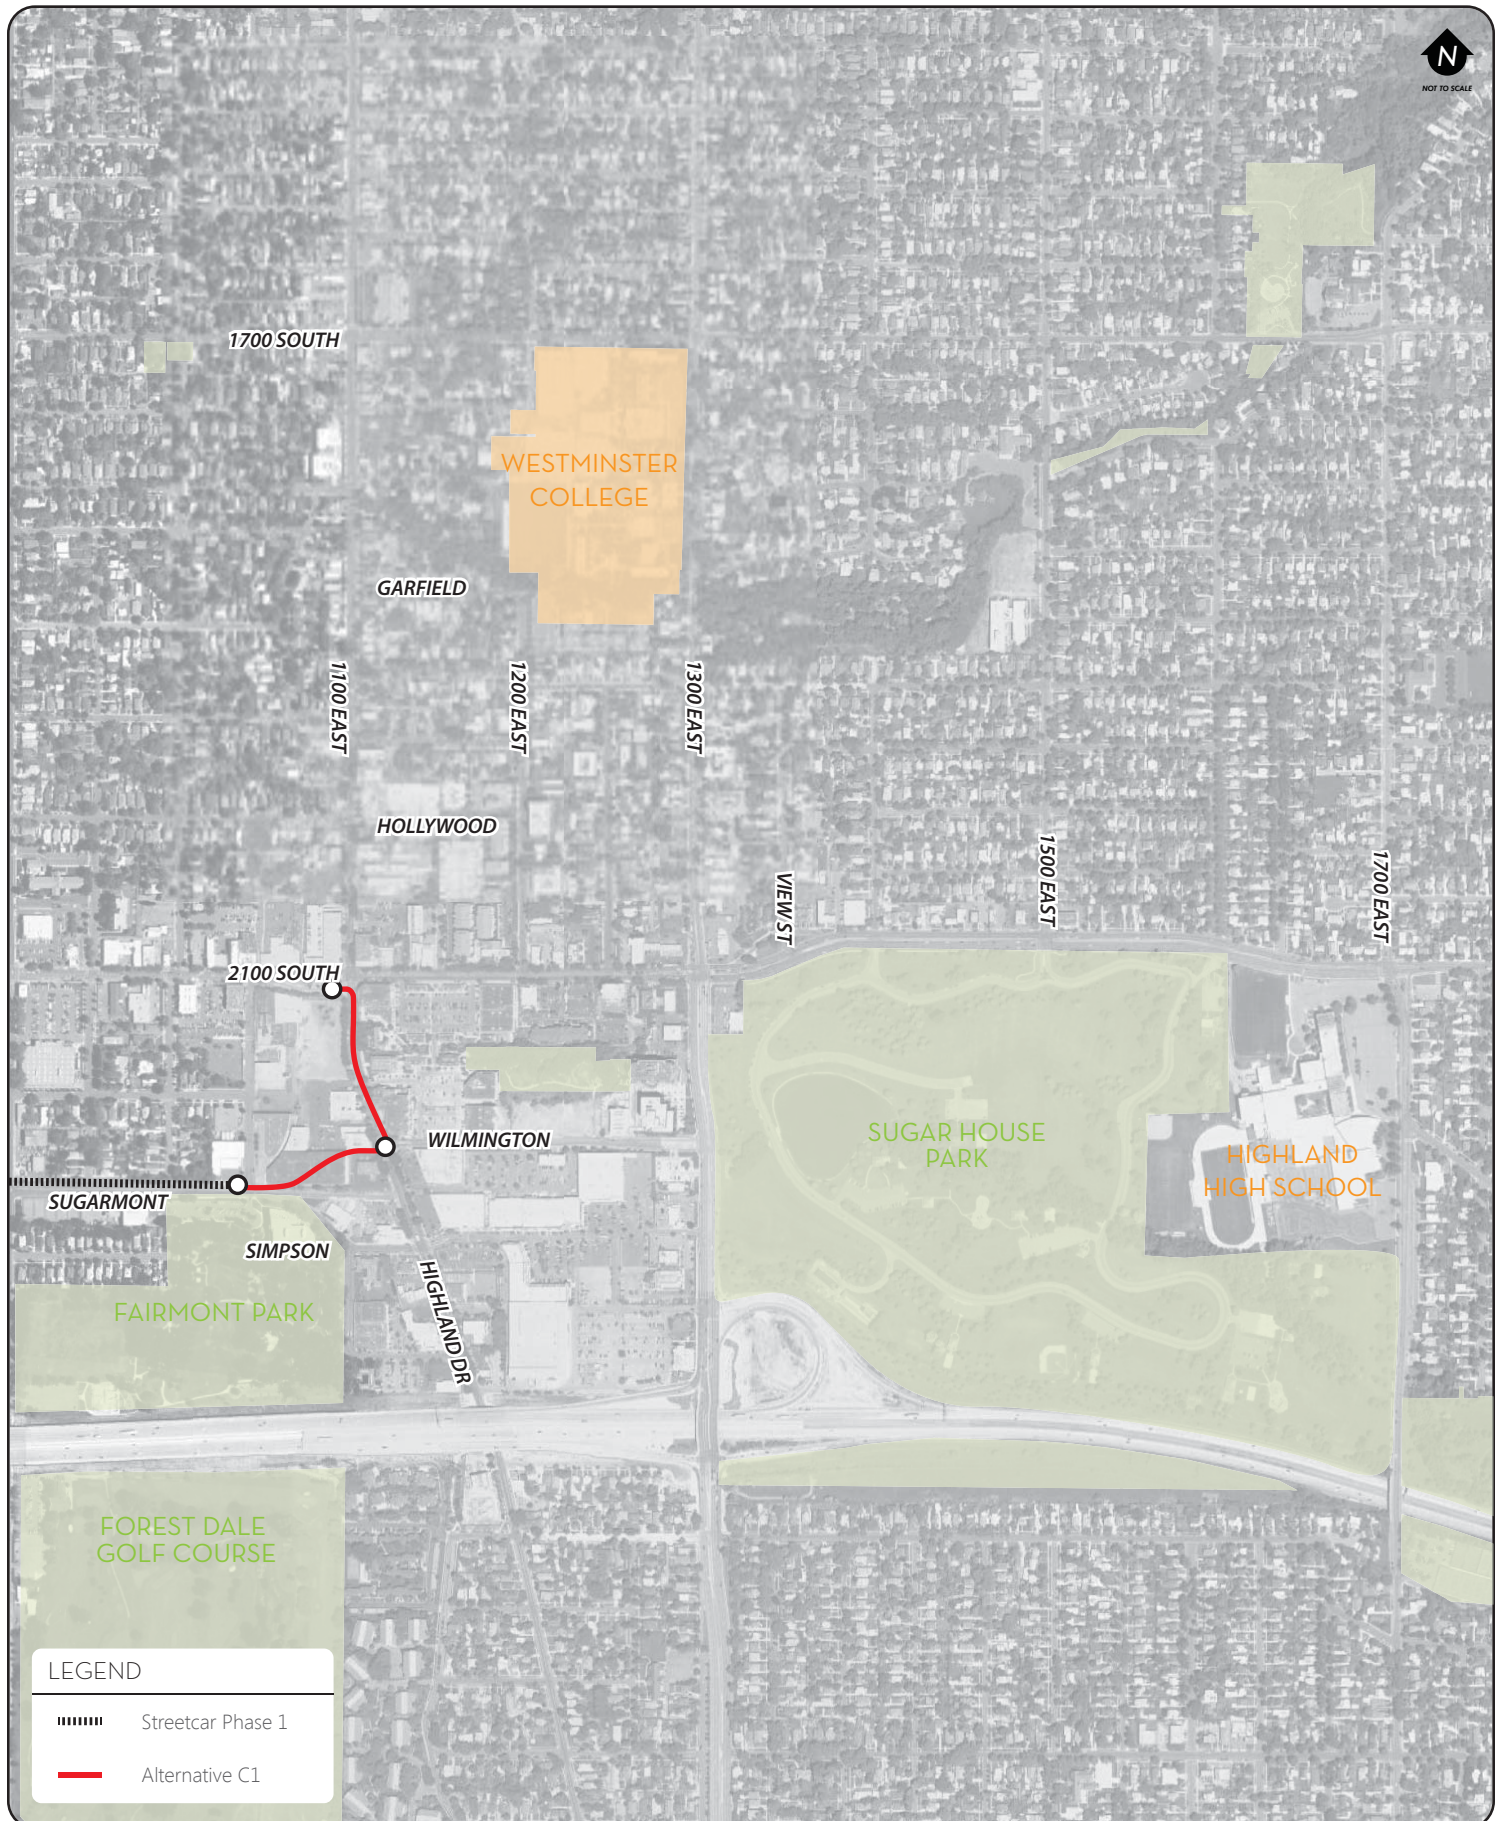 N
NOT TO SCALE
1700 SOUTH
WESTMINSTER
COLLEGE
GARFIELD
1100 EAST
1200 EAST
1300 EAST
HOLLYWOOD
VIEW ST
1500 EAST
1700 EAST
2100 SOUTH
WILMINGTON
SUGAR HOUSE
PARK
HIGHLAND
HIGH SCHOOL
SUGARMONT
SIMPSON
HIGHLAND DR
FAIRMONT PARK
FOREST DALE
GOLF COURSE
LEGEND
Streetcar Phase 1
Alternative C1